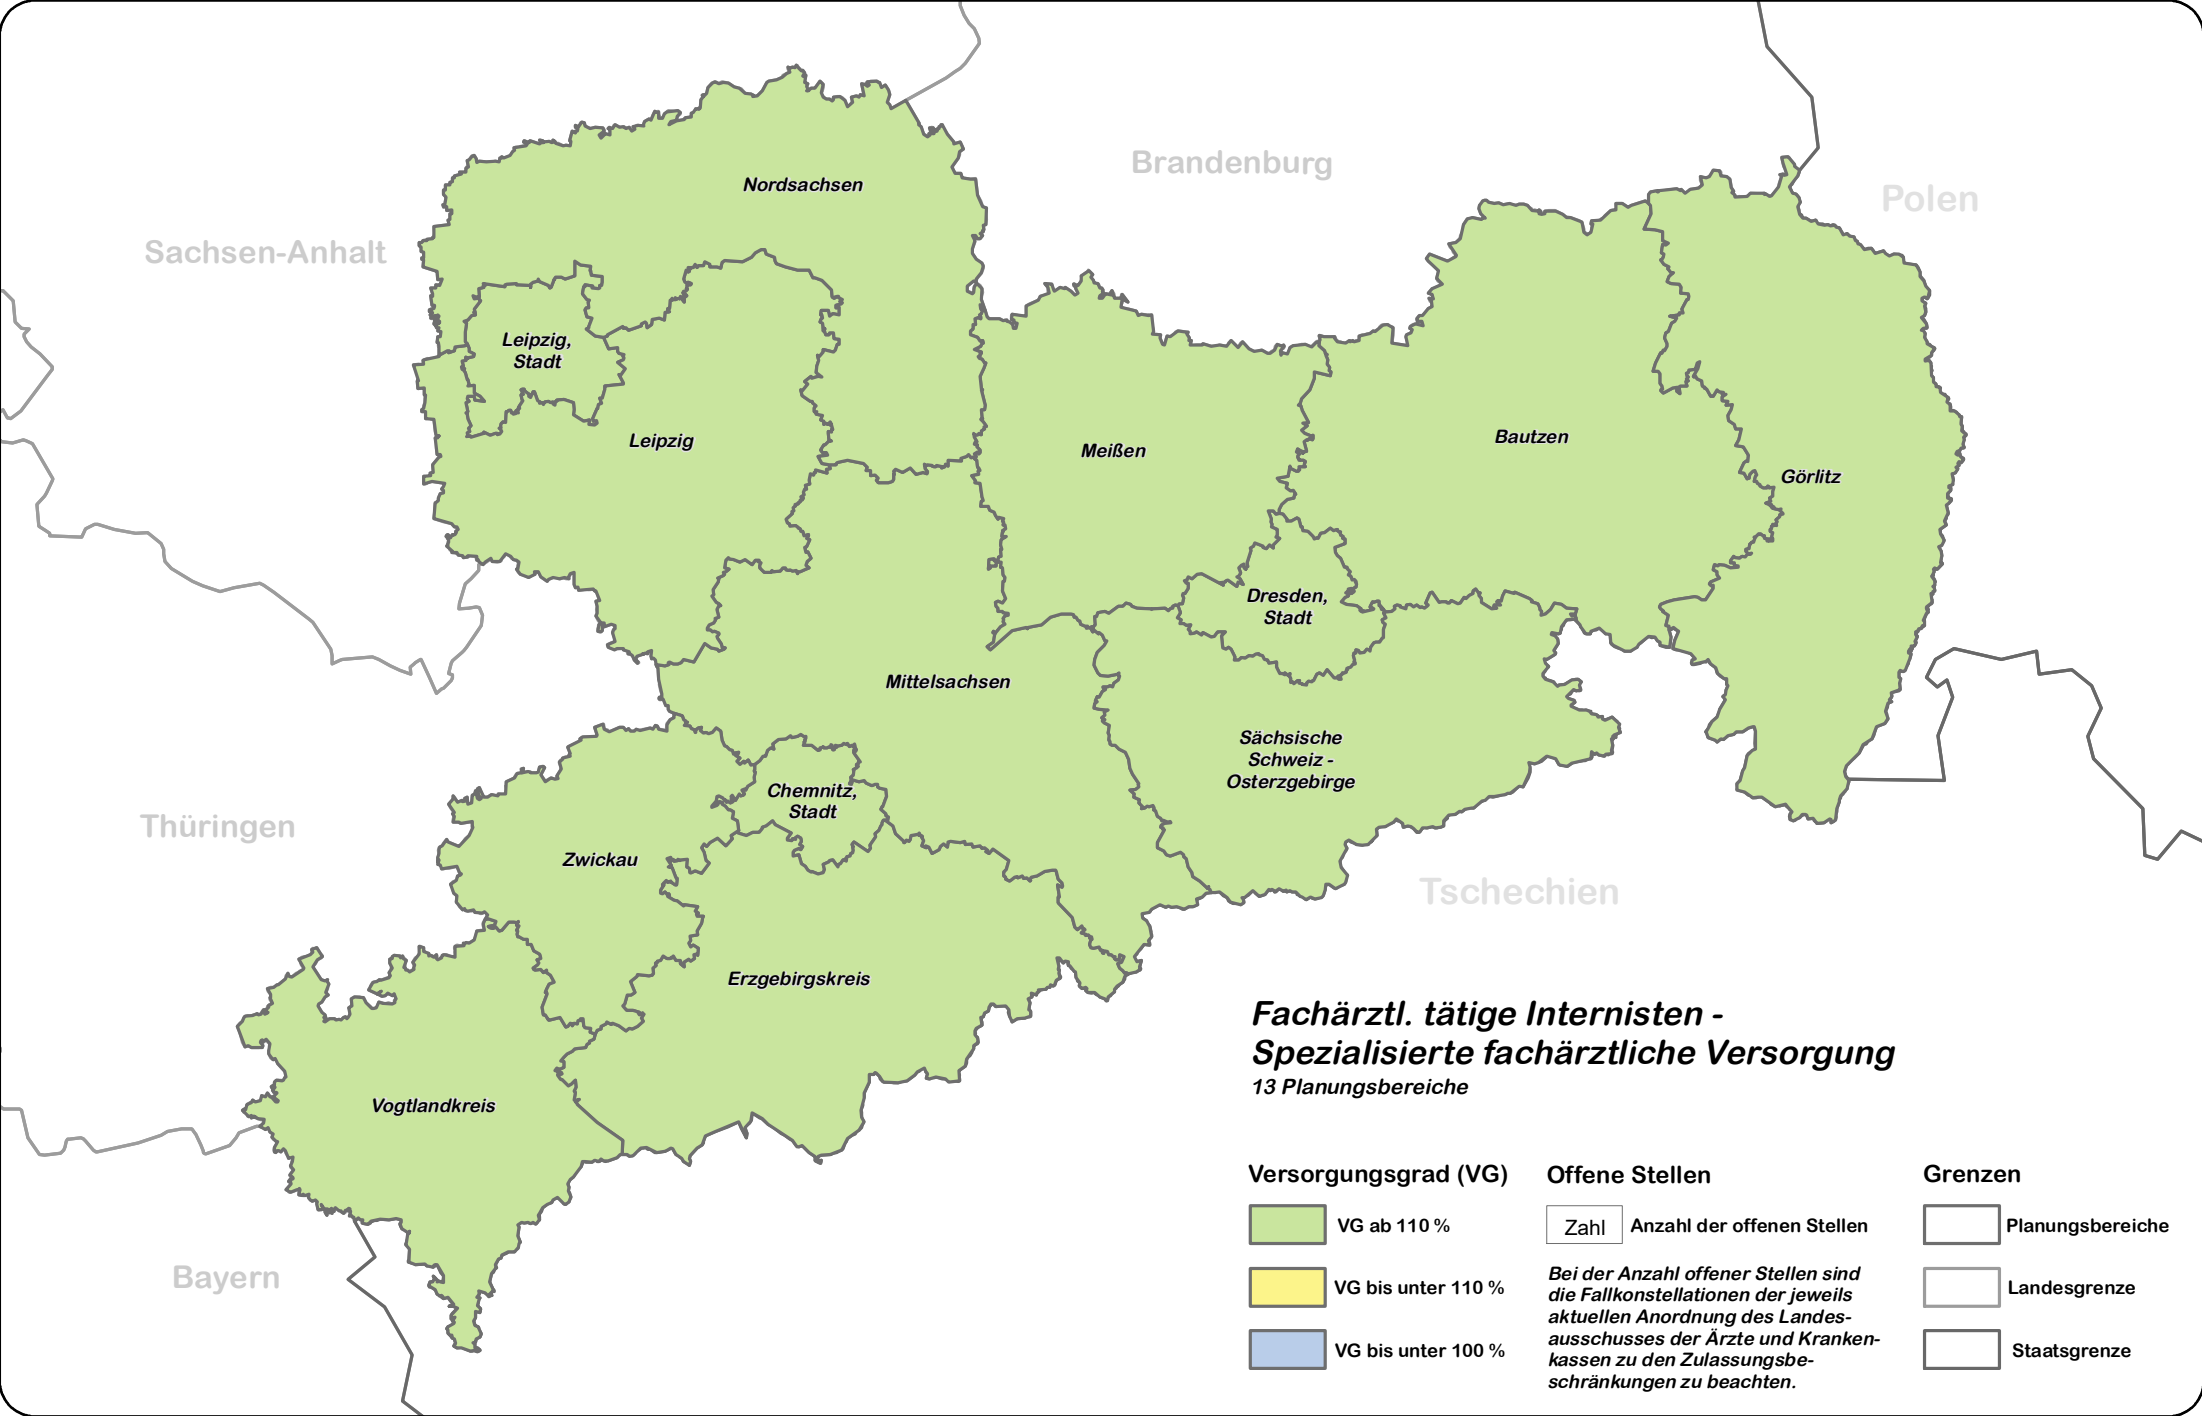 Brandenburg
Polen
Nordsachsen
Sachsen-Anhalt
Leipzig,
Stadt
Leipzig
Meißen
Bautzen
Görlitz
Dresden,
Stadt
Mittelsachsen
Sächsische
Schweiz -
Osterzgebirge
Chemnitz,
Stadt
Thüringen
Zwickau
Tschechien
Erzgebirgskreis
Vogtlandkreis
Bayern
Fachärztl. tätige Internisten -
Spezialisierte fachärztliche Versorgung
13 Planungsbereiche
Versorgungsgrad (VG)
VG ab 110 %
VG bis unter 110 %
VG bis unter 100 %
Offene Stellen
Zahl Anzahl der offenen Stellen
Bei der Anzahl offener Stellen sind
die Fallkonstellationen der jeweils
aktuellen Anordnung des Landes-
ausschusses der Ärzte und Kranken-
kassen zu den Zulassungsbe-
schränkungen zu beachten.
Grenzen
Planungsbereiche
Landesgrenze
Staatsgrenze